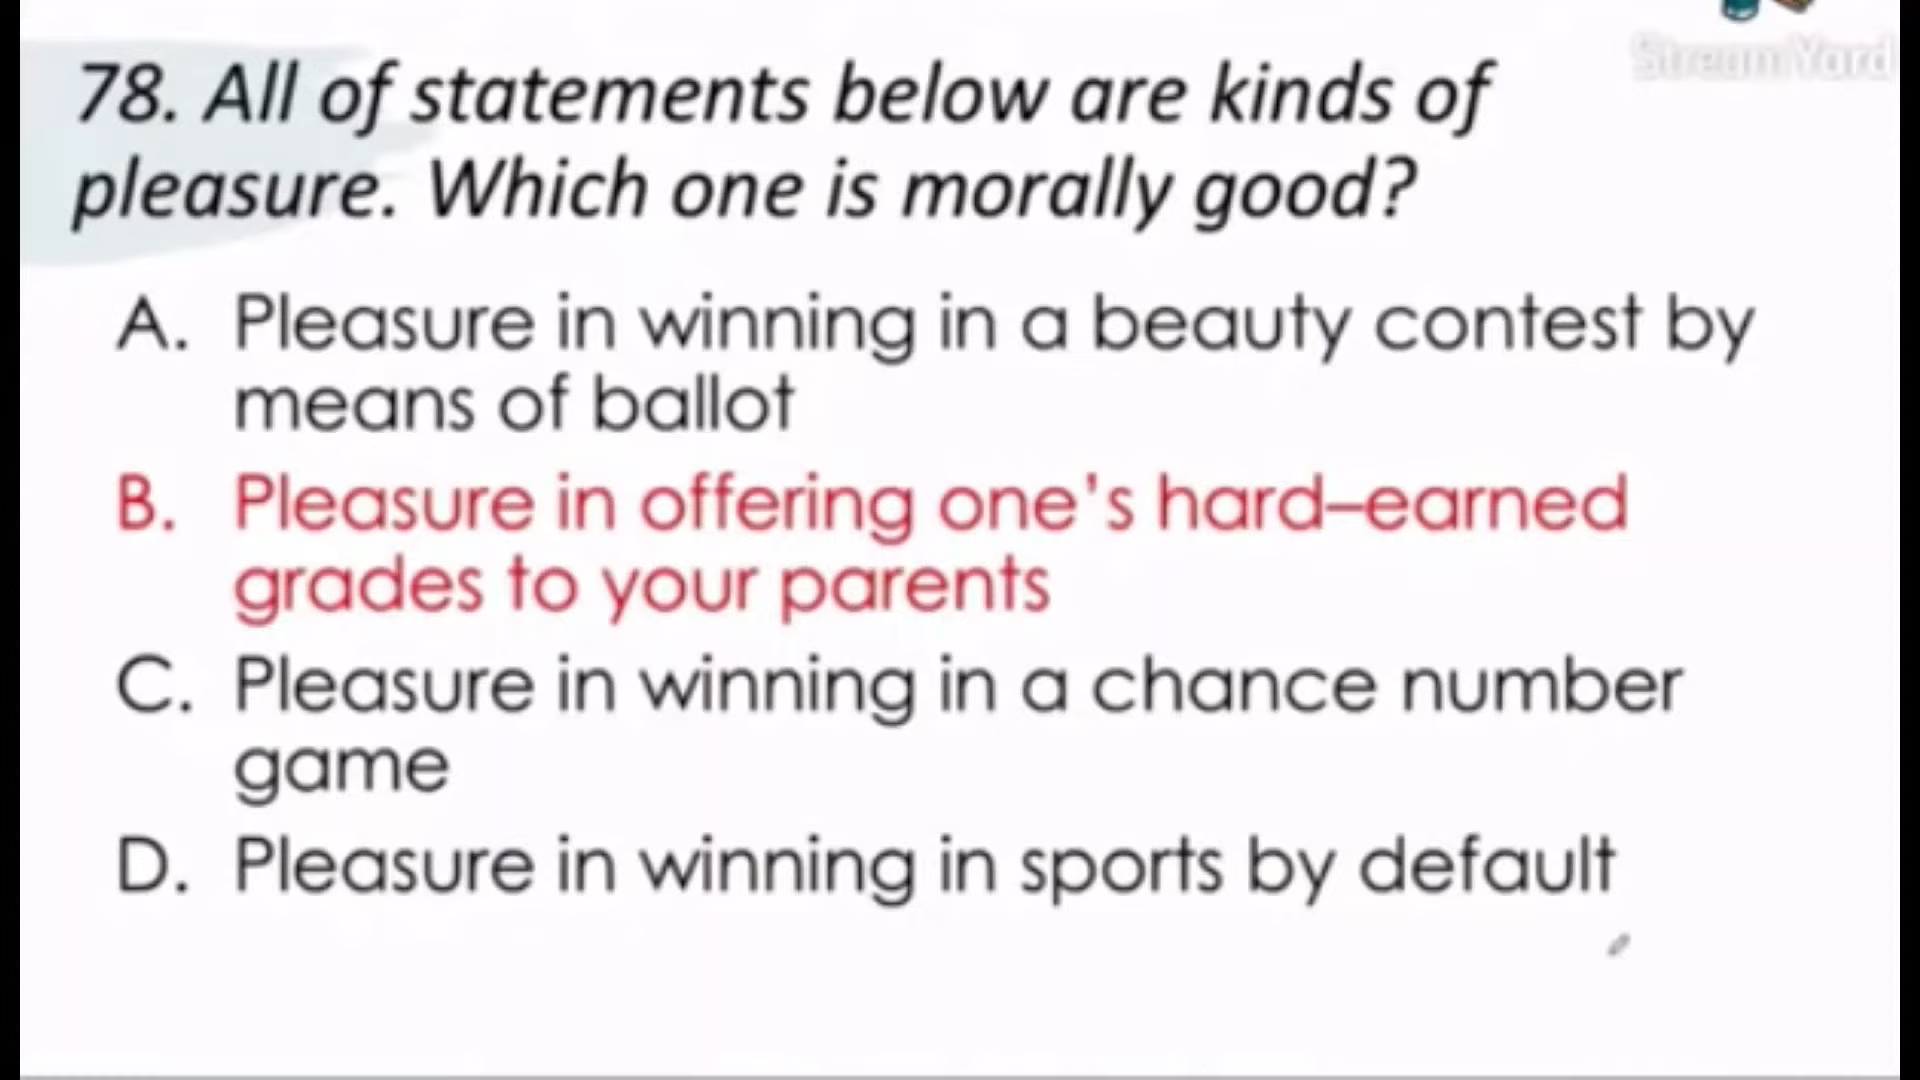 StreamYard
78. All of statements below are kinds of
pleasure. Which one is morally good?
A. Pleasure in winning in a beauty contest by
means of ballot
B. Pleasure in offering one's hard–earned
grades to your parents
C. Pleasure in winning in a chance number
game
D. Pleasure in winning in sports by default